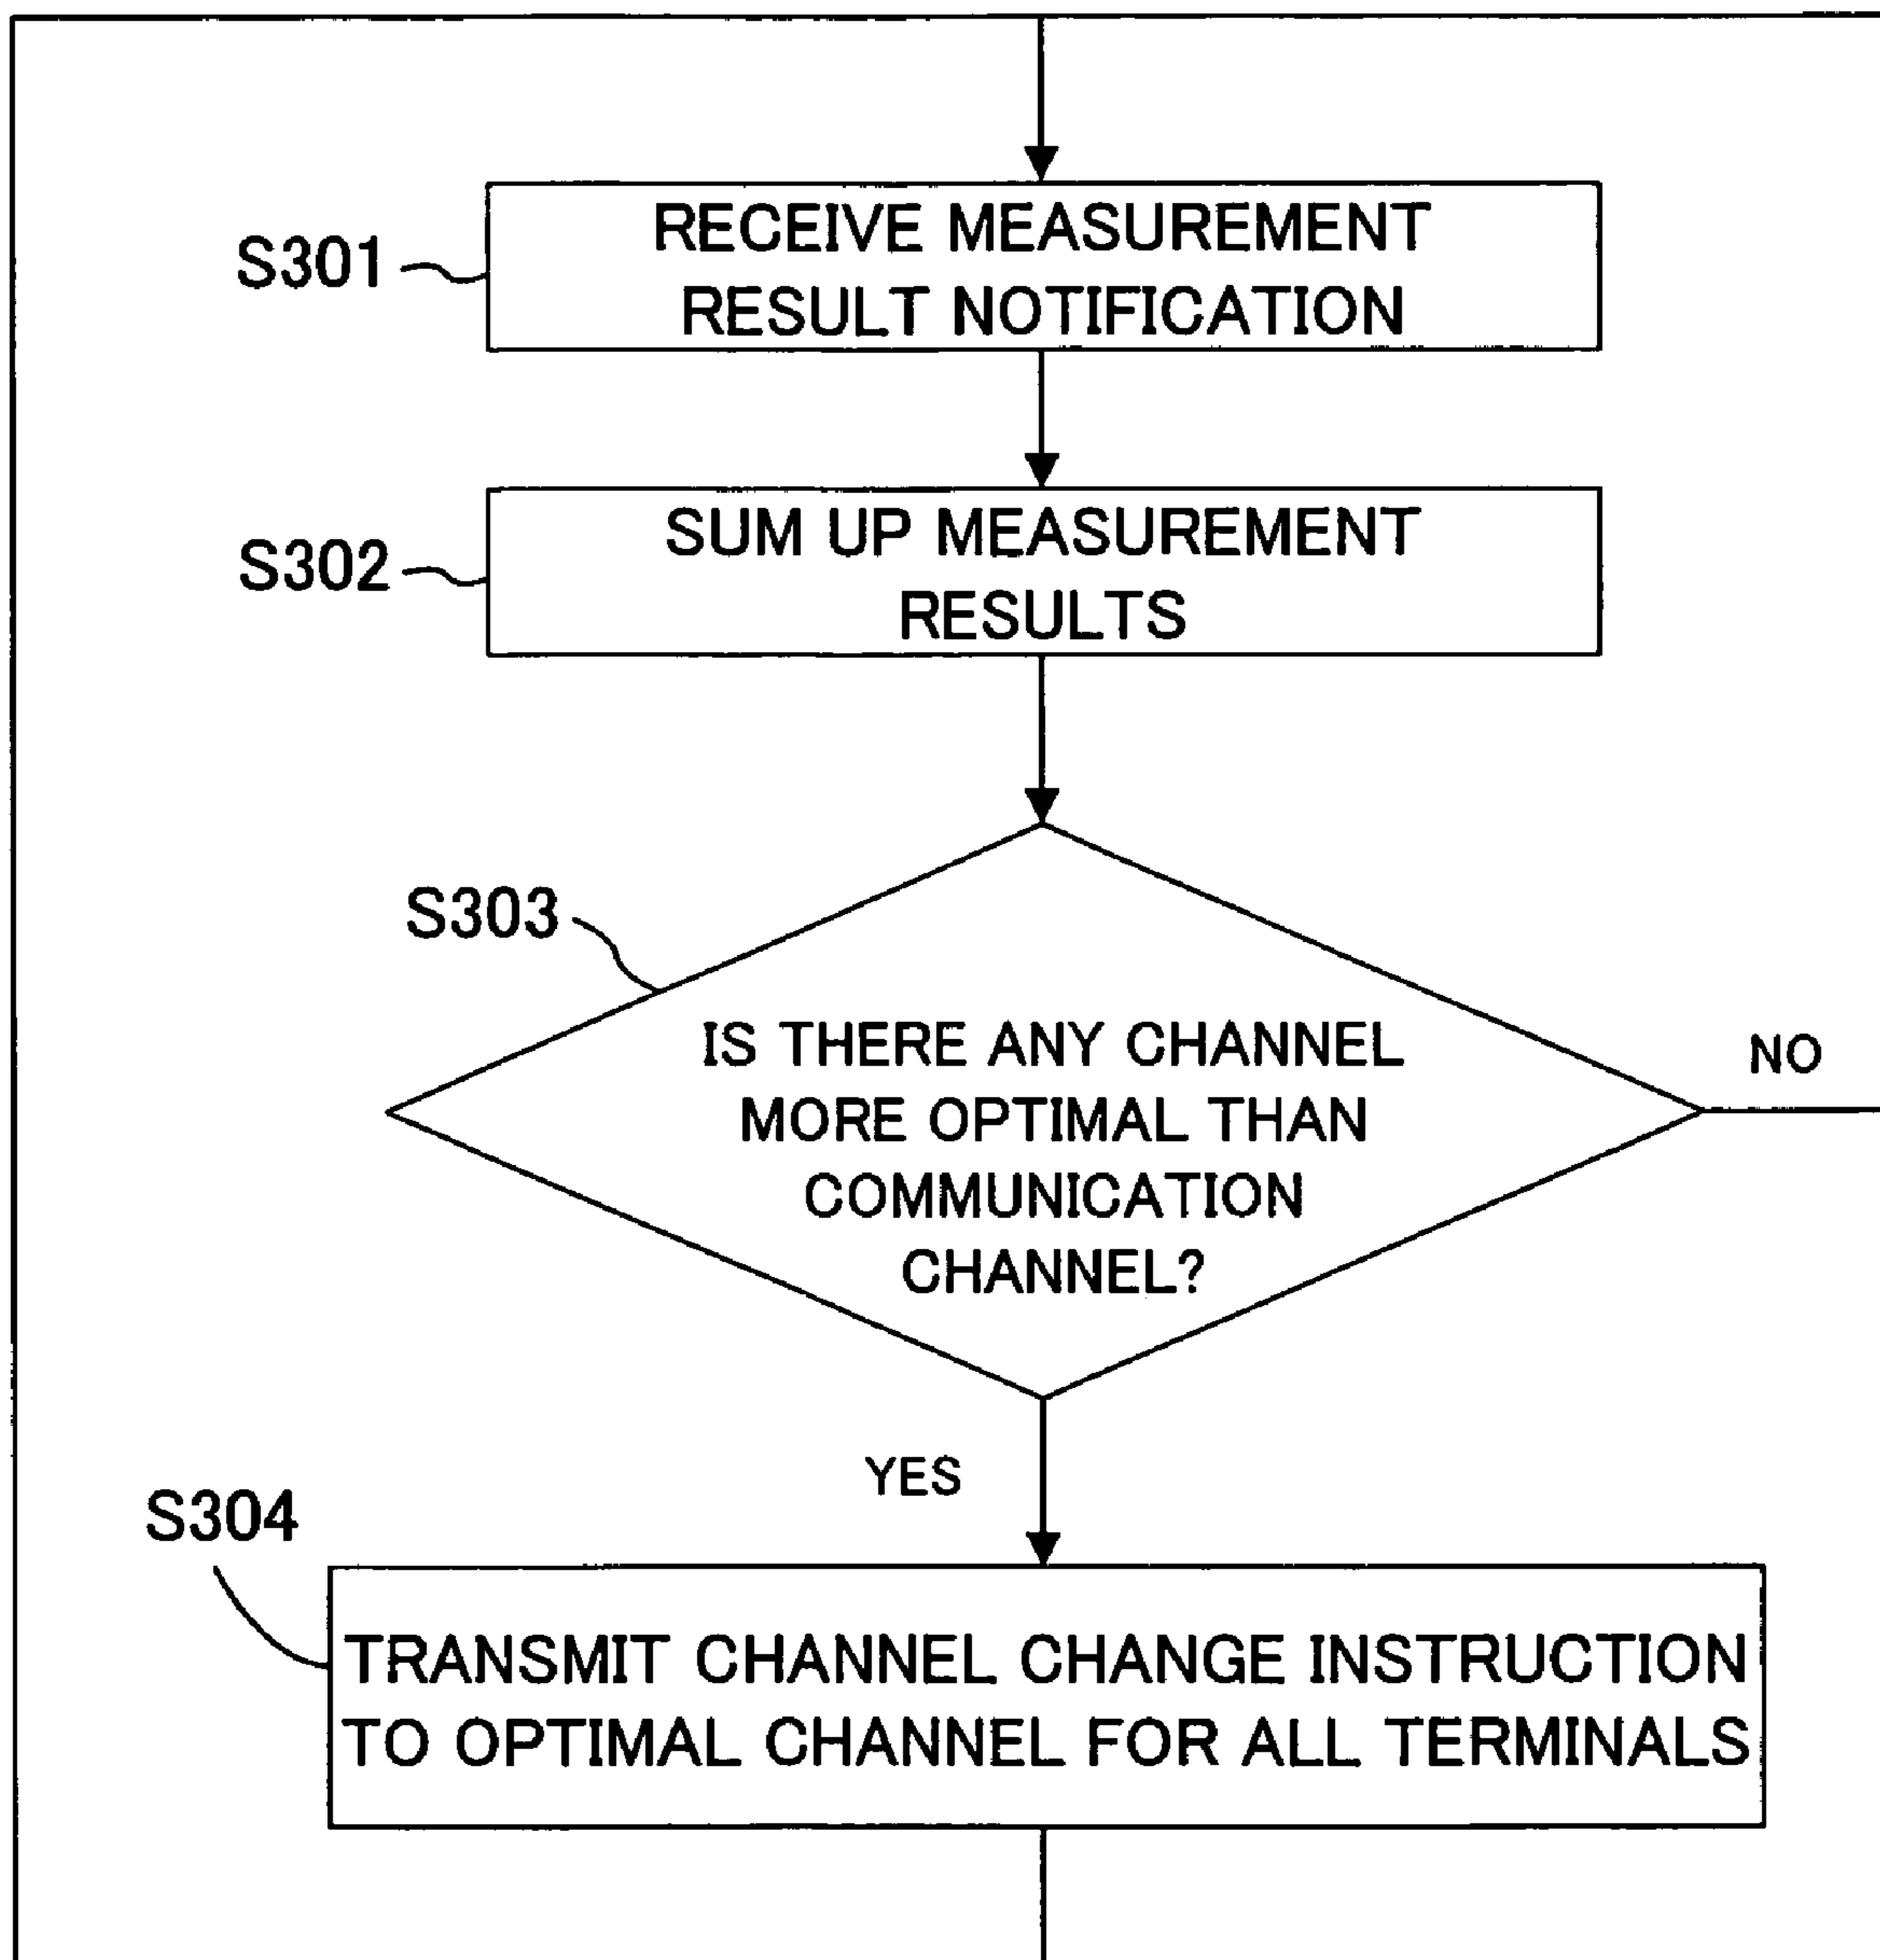 S301
RECEIVE MEASUREMENT
RESULT NOTIFICATION
S302
SUM UP MEASUREMENT
RESULTS
S303
IS THERE ANY CHANNEL
MORE OPTIMAL THAN
COMMUNICATION
CHANNEL?
NO
YES
S304
TRANSMIT CHANNEL CHANGE INSTRUCTION
TO OPTIMAL CHANNEL FOR ALL TERMINALS